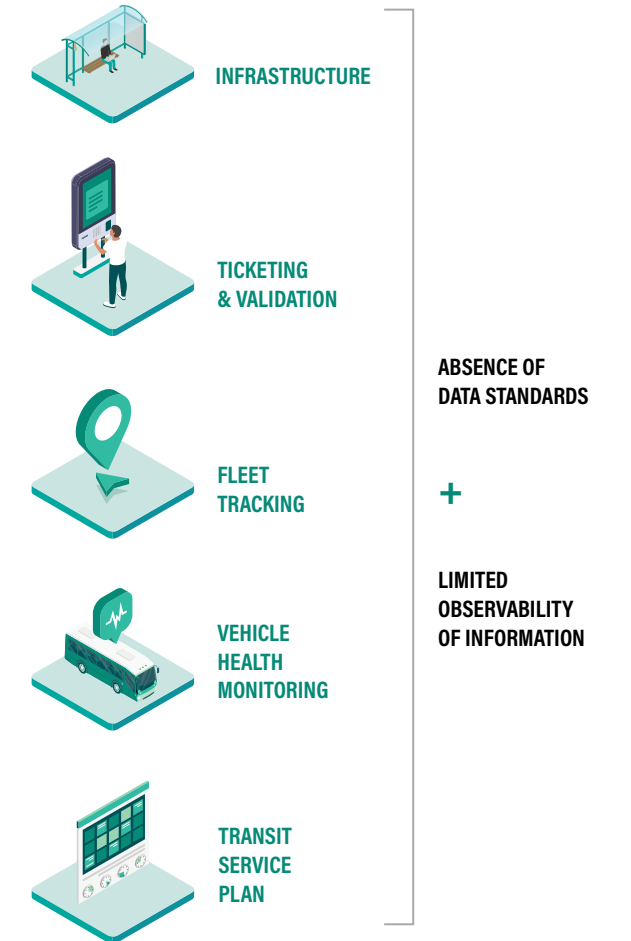 INFRASTRUCTURE
TICKETING
& VALIDATION
FLEET
TRACKING
VEHICLE
HEALTH
MONITORING
TRANSIT
SERVICE
PLAN
ABSENCE OF
DATA STANDARDS
+
LIMITED
OBSERVABILITY
OF INFORMATION